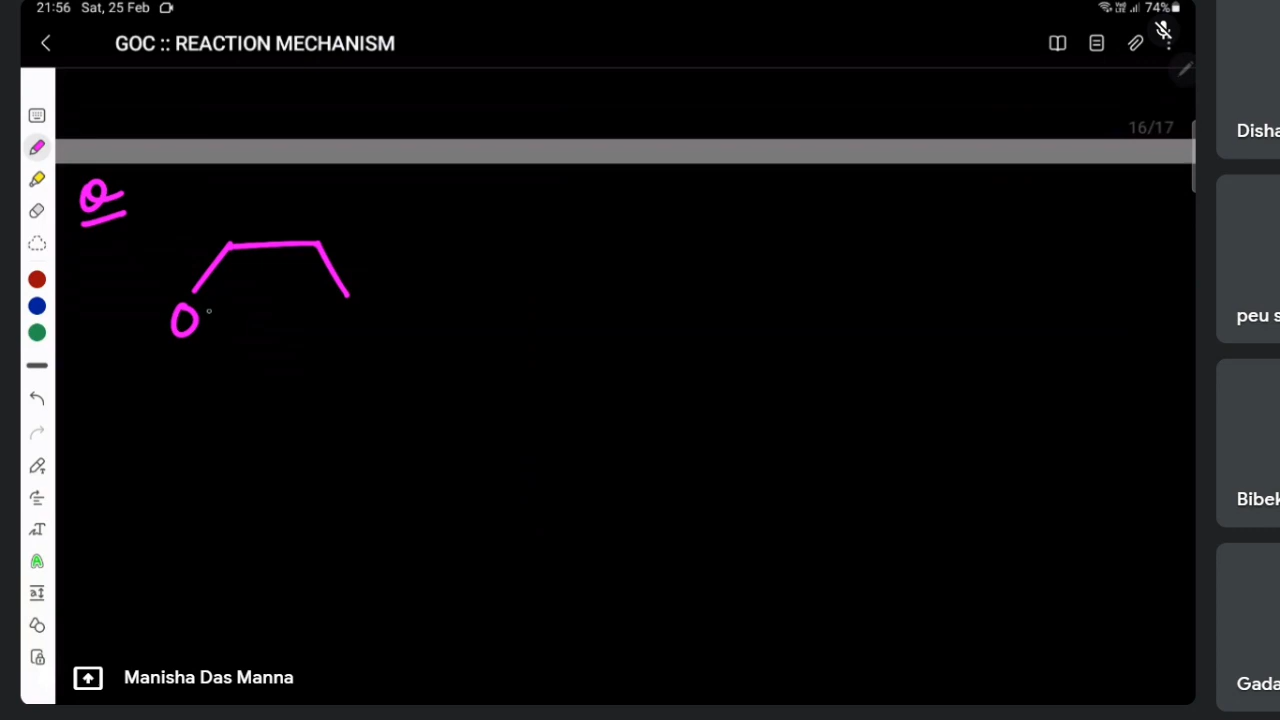 21:56 Sat, 25 Feb 74%
GOC :: REACTION MECHANISM
16/17
Q
O
Manisha Das Manna
Disha
peu s
Bibek
Gada